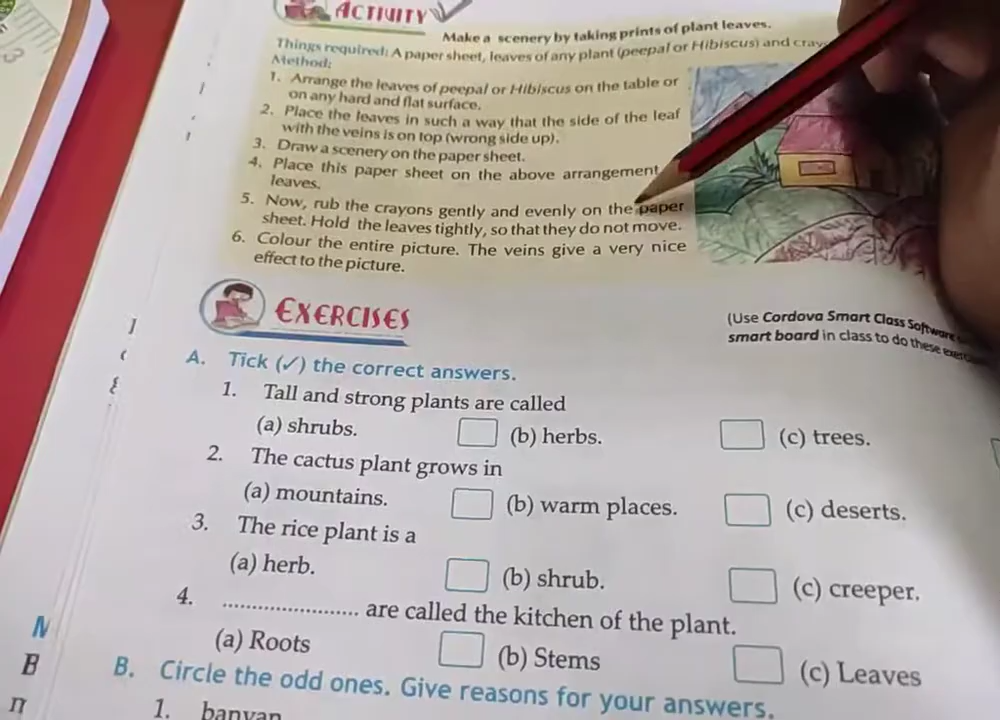 ACTIVITY
Make a scenery by taking prints of plant leaves.
Things required: A paper sheet, leaves of any plant (peepal or Hibiscus) and
Method:
1. Arrange the leaves of peepal or Hibiscus on the table or
on any hard and flat surface.
2. Place the leaves in such a way that the side of the leaf
with the veins is on top (wrong side up).
3. Draw a scenery on the paper sheet.
4. Place this paper sheet on the above arrangement
leaves.
5. Now, rub the crayons gently and evenly on the paper
sheet. Hold the leaves tightly, so that they do not move.
6. Colour the entire picture. The veins give a very nice
effect to the picture.
EXERCISES
(Use Cordova Smart Class Software
smart board in class to do these
A. Tick (✓) the correct answers.
1. Tall and strong plants are called
(a) shrubs. (b) herbs. (c) trees.
2. The cactus plant grows in
(a) mountains. (b) warm places. (c) deserts.
3. The rice plant is a
(a) herb. (b) shrub. (c) creeper.
4. ...................... are called the kitchen of the plant.
(a) Roots (b) Stems (c) Leaves
B. Circle the odd ones. Give reasons for your answers.
1. banyan